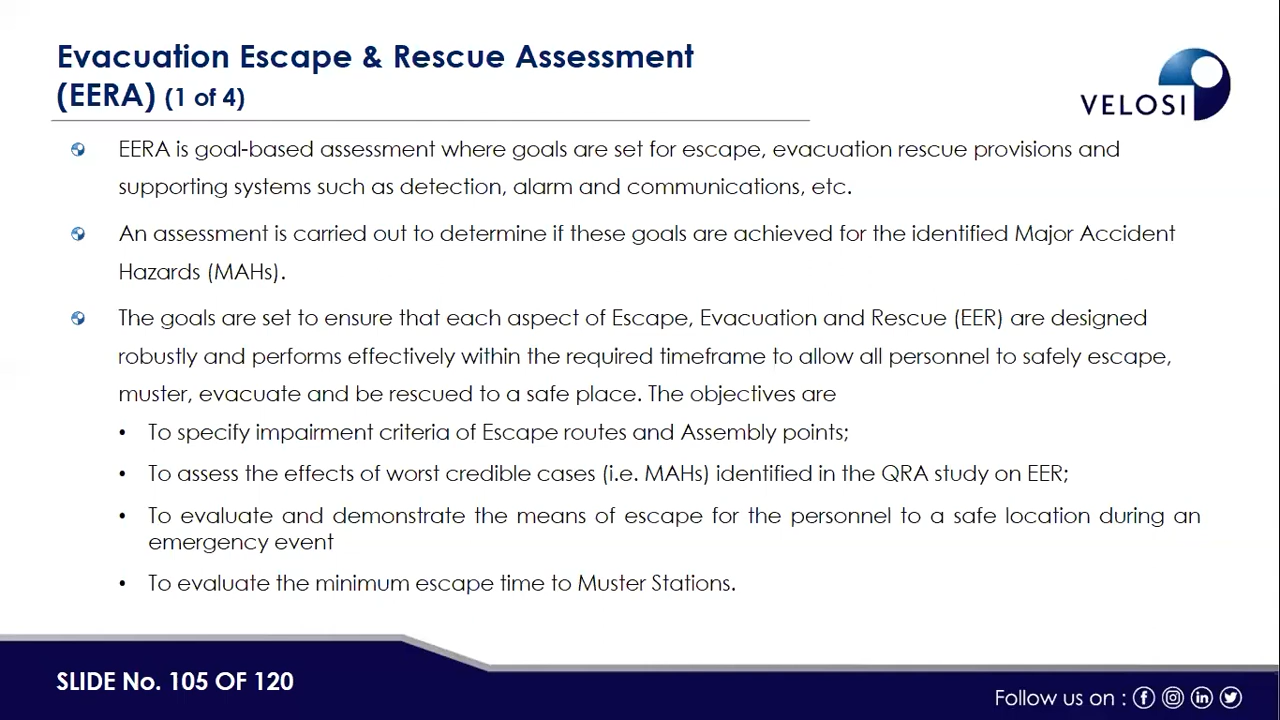 Evacuation Escape & Rescue Assessment
(EERA) (1 of 4)
VELOSI
EERA is goal-based assessment where goals are set for escape, evacuation rescue provisions and
supporting systems such as detection, alarm and communications, etc.
An assessment is carried out to determine if these goals are achieved for the identified Major Accident
Hazards (MAHs).
The goals are set to ensure that each aspect of Escape, Evacuation and Rescue (EER) are designed
robustly and performs effectively within the required timeframe to allow all personnel to safely escape,
muster, evacuate and be rescued to a safe place. The objectives are
• To specify impairment criteria of Escape routes and Assembly points;
• To assess the effects of worst credible cases (i.e. MAHs) identified in the QRA study on EER;
• To evaluate and demonstrate the means of escape for the personnel to a safe location during an
emergency event
• To evaluate the minimum escape time to Muster Stations.
SLIDE No. 105 OF 120
Follow us on :